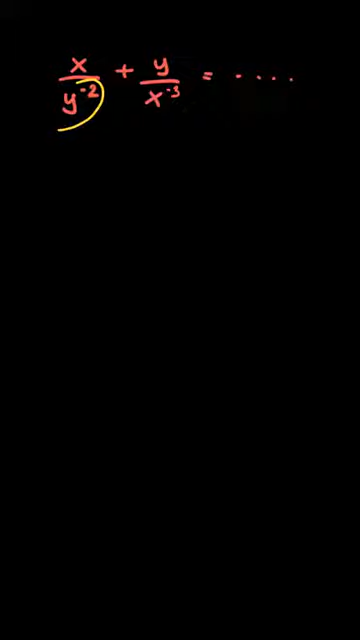 x/y⁻² + y/x⁻³ = .....